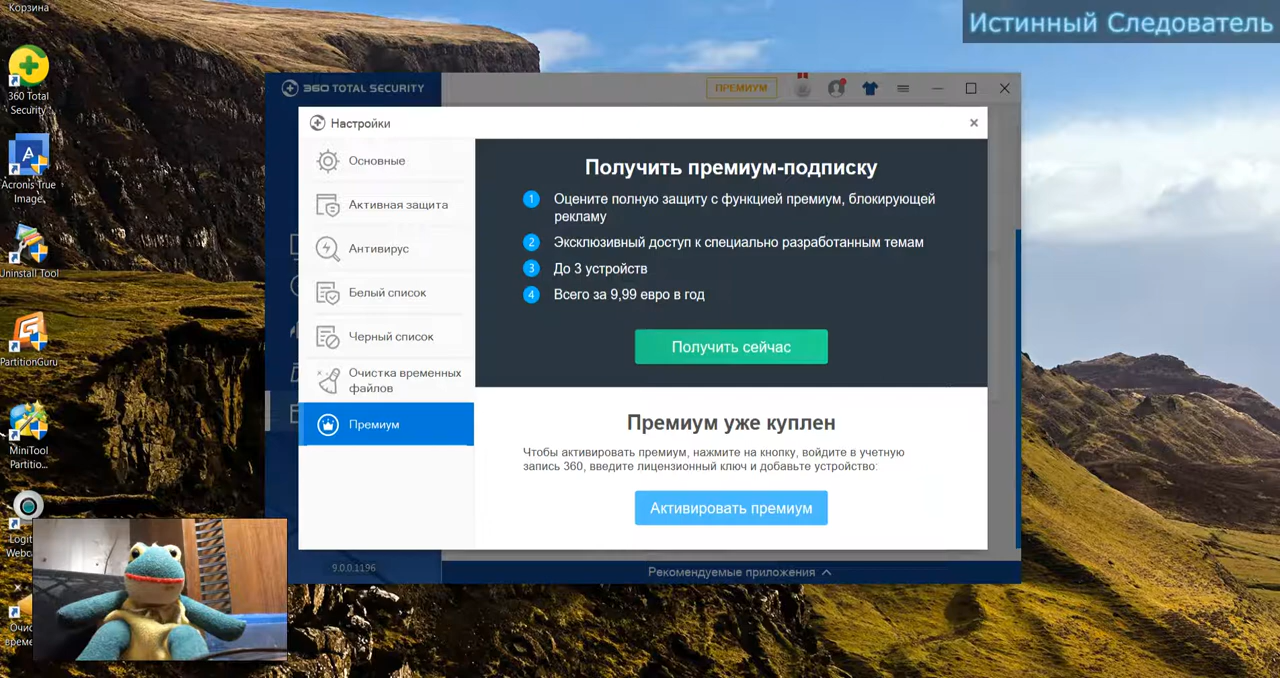 Корзина
Истинный Следователь
360 Total
Security
Acronis True
Image
Uninstall Tool
PartitionGuru
MiniTool
Partitio...
360 TOTAL SECURITY
ПРЕМИУМ
Настройки
Основные
Активная защита
Антивирус
Белый список
Черный список
Очистка временных
файлов
Премиум
Получить премиум-подписку
1 Оцените полную защиту с функцией премиум, блокирующей
рекламу
2 Эксклюзивный доступ к специально разработанным темам
3 До 3 устройств
4 Всего за 9,99 евро в год
Получить сейчас
Премиум уже куплен
Чтобы активировать премиум, нажмите на кнопку, войдите в учетную
запись 360, введите лицензионный ключ и добавьте устройство:
Активировать премиум
9.0.0.1196
Рекомендуемые приложения